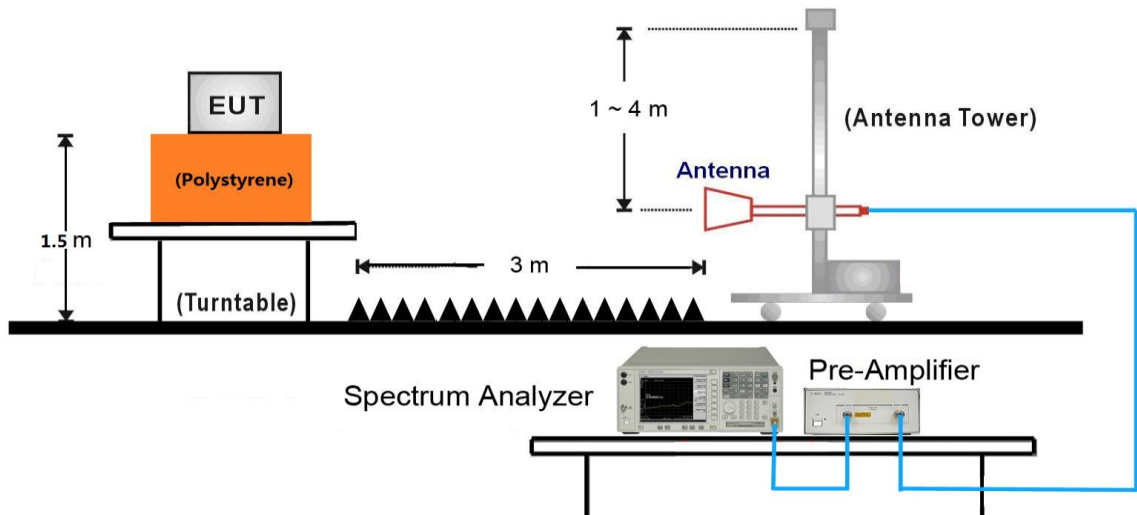 EUT
(Polystyrene)
1.5 m
(Turntable)
3 m
1 ~ 4 m
Antenna
(Antenna Tower)
Spectrum Analyzer
Pre-Amplifier